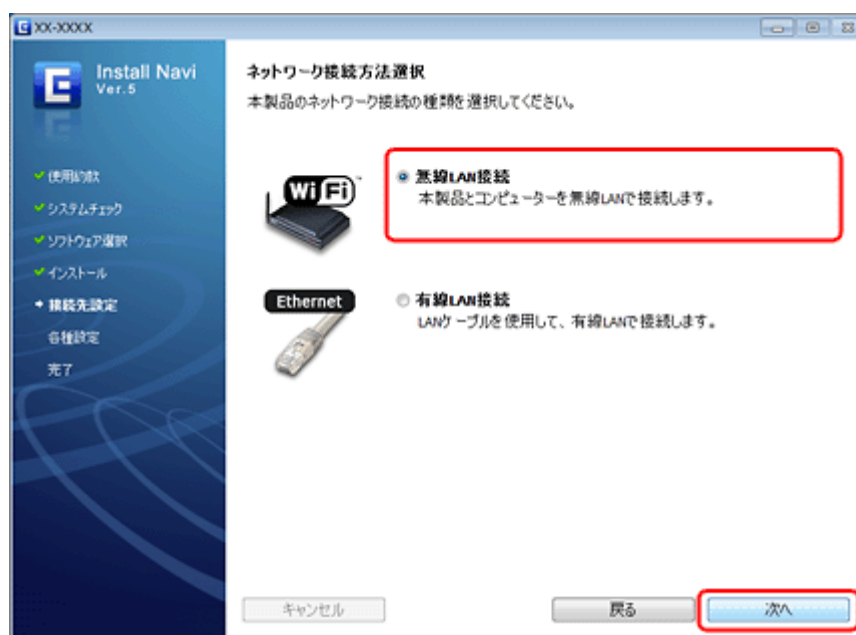 XX-XXXX
Install Navi
Ver.5
使用約款
システムチェック
ソフトウェア選択
インストール
接続先設定
各種設定
完了
ネットワーク接続方法選択
本製品のネットワーク接続の種類を選択してください。
Wi Fi
無線LAN接続
本製品とコンピューターを無線LANで接続します。
Ethernet
有線LAN接続
LANケーブルを使用して、有線LANで接続します。
キャンセル
戻る
次へ